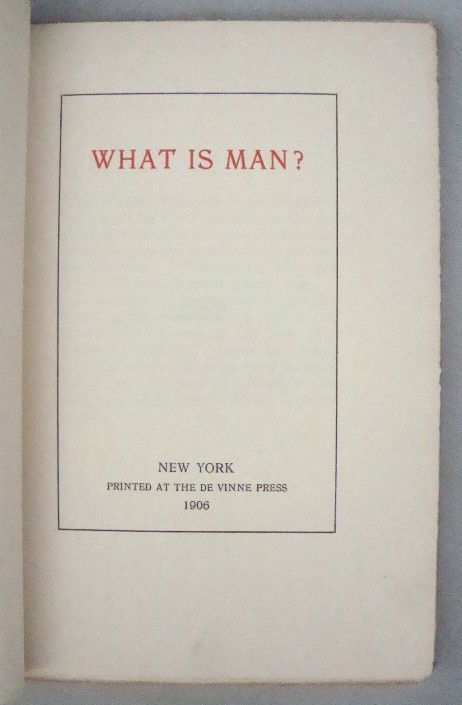 WHAT IS MAN?
NEW YORK
PRINTED AT THE DE VINNE PRESS
1906